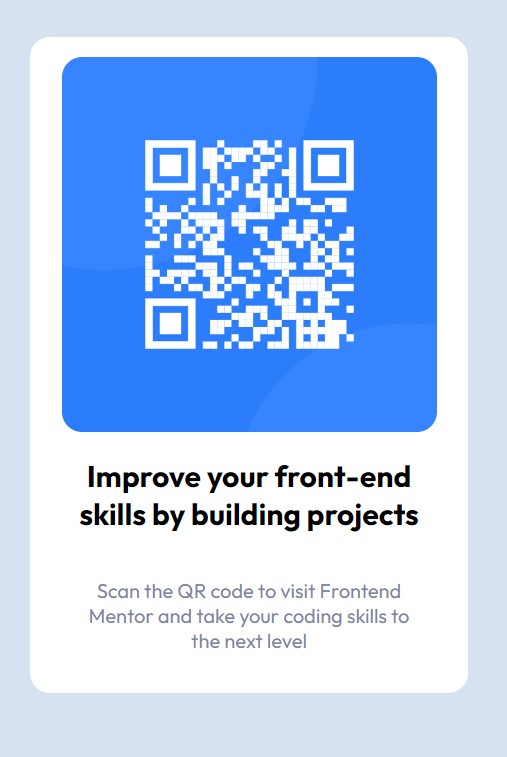 Improve your front-end
skills by building projects
Scan the QR code to visit Frontend
Mentor and take your coding skills to
the next level